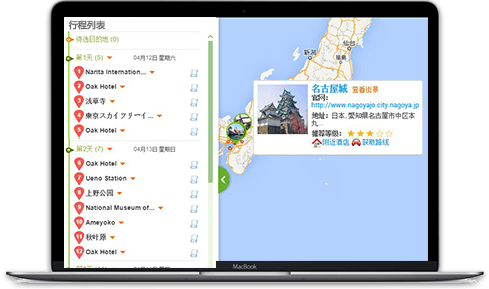 行程列表
待选目的地 (0)
第1天 (5) 04月12日 星期六
1 Narita Internation...
2 Oak Hotel
3 浅草寺
4 東京スカイツリーイ...
5 Oak Hotel
第2天 (7) 04月13日 星期日
6 Oak Hotel
7 Ueno Station
8 上野公园
9 National Museum of...
10 Ameyoko
11 秋叶原
12 Oak Hotel
仙台
新潟
福島
名古屋城 查看街景
官网:
http://www.nagoyajo.city.nagoya.jp
地址: 日本, 愛知県名古屋市中区本
丸...
推荐等级:
附近酒店 获取路线
MacBook